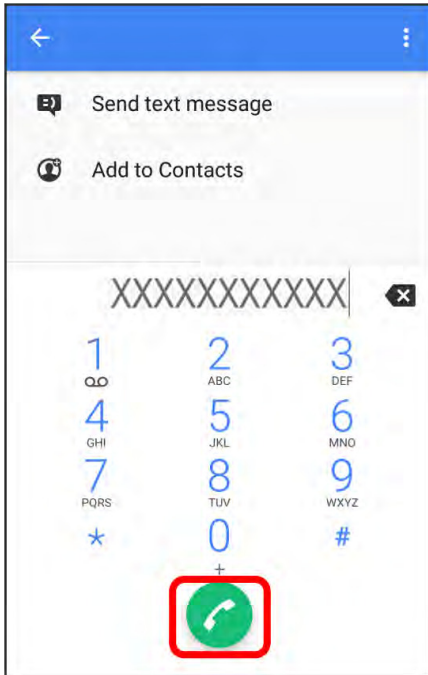 Send text message
Add to Contacts
XXXXXXXXXXX
1 2 3
ABC DEF
4 5 6
GHI JKL MNO
7 8 9
PQRS TUV WXYZ
* 0 #
+